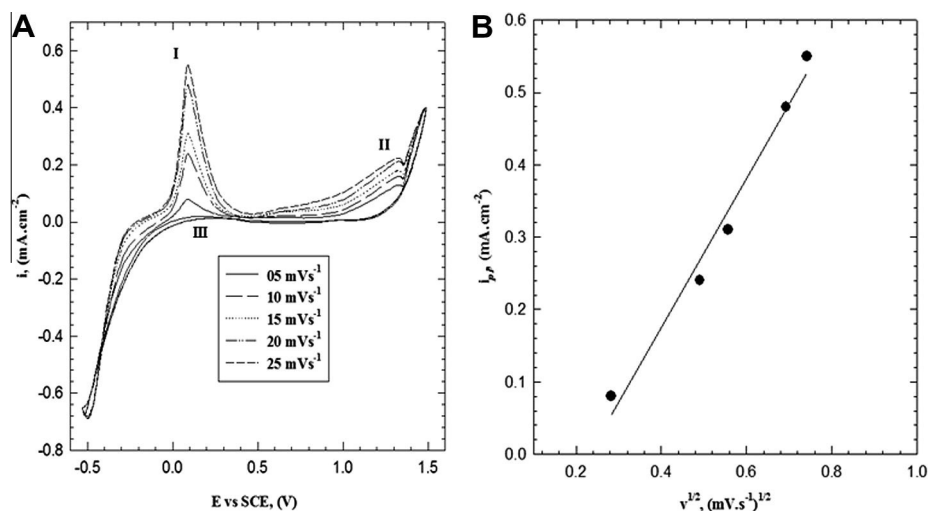 A
I
II
III
0.6
0.4
0.2
0.0
-0.2
-0.4
-0.6
-0.8
i, (mA.cm-2)
05 mVs-1
10 mVs-1
15 mVs-1
20 mVs-1
25 mVs-1
-0.5 0.0 0.5 1.0 1.5
E vs SCE, (V)
B
0.6
0.5
0.4
0.3
0.2
0.1
0.0
ip,p (mA.cm-2)
0.2 0.4 0.6 0.8 1.0
v1/2, (mV.s-1)1/2